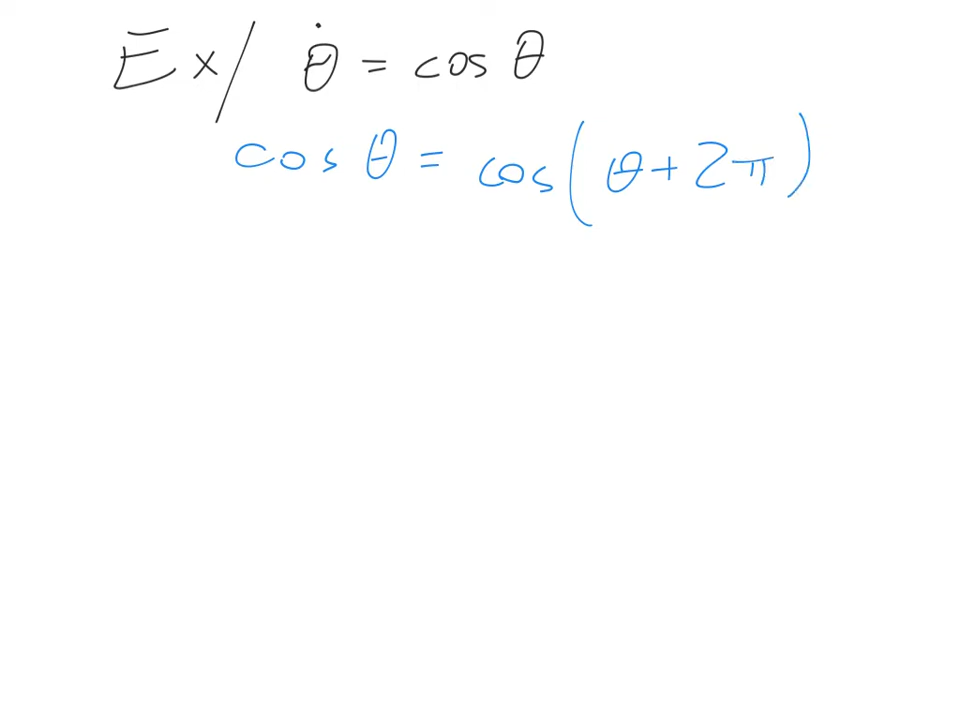 Ex/ θ̇ = cos θ
cos θ = cos(θ + 2π)